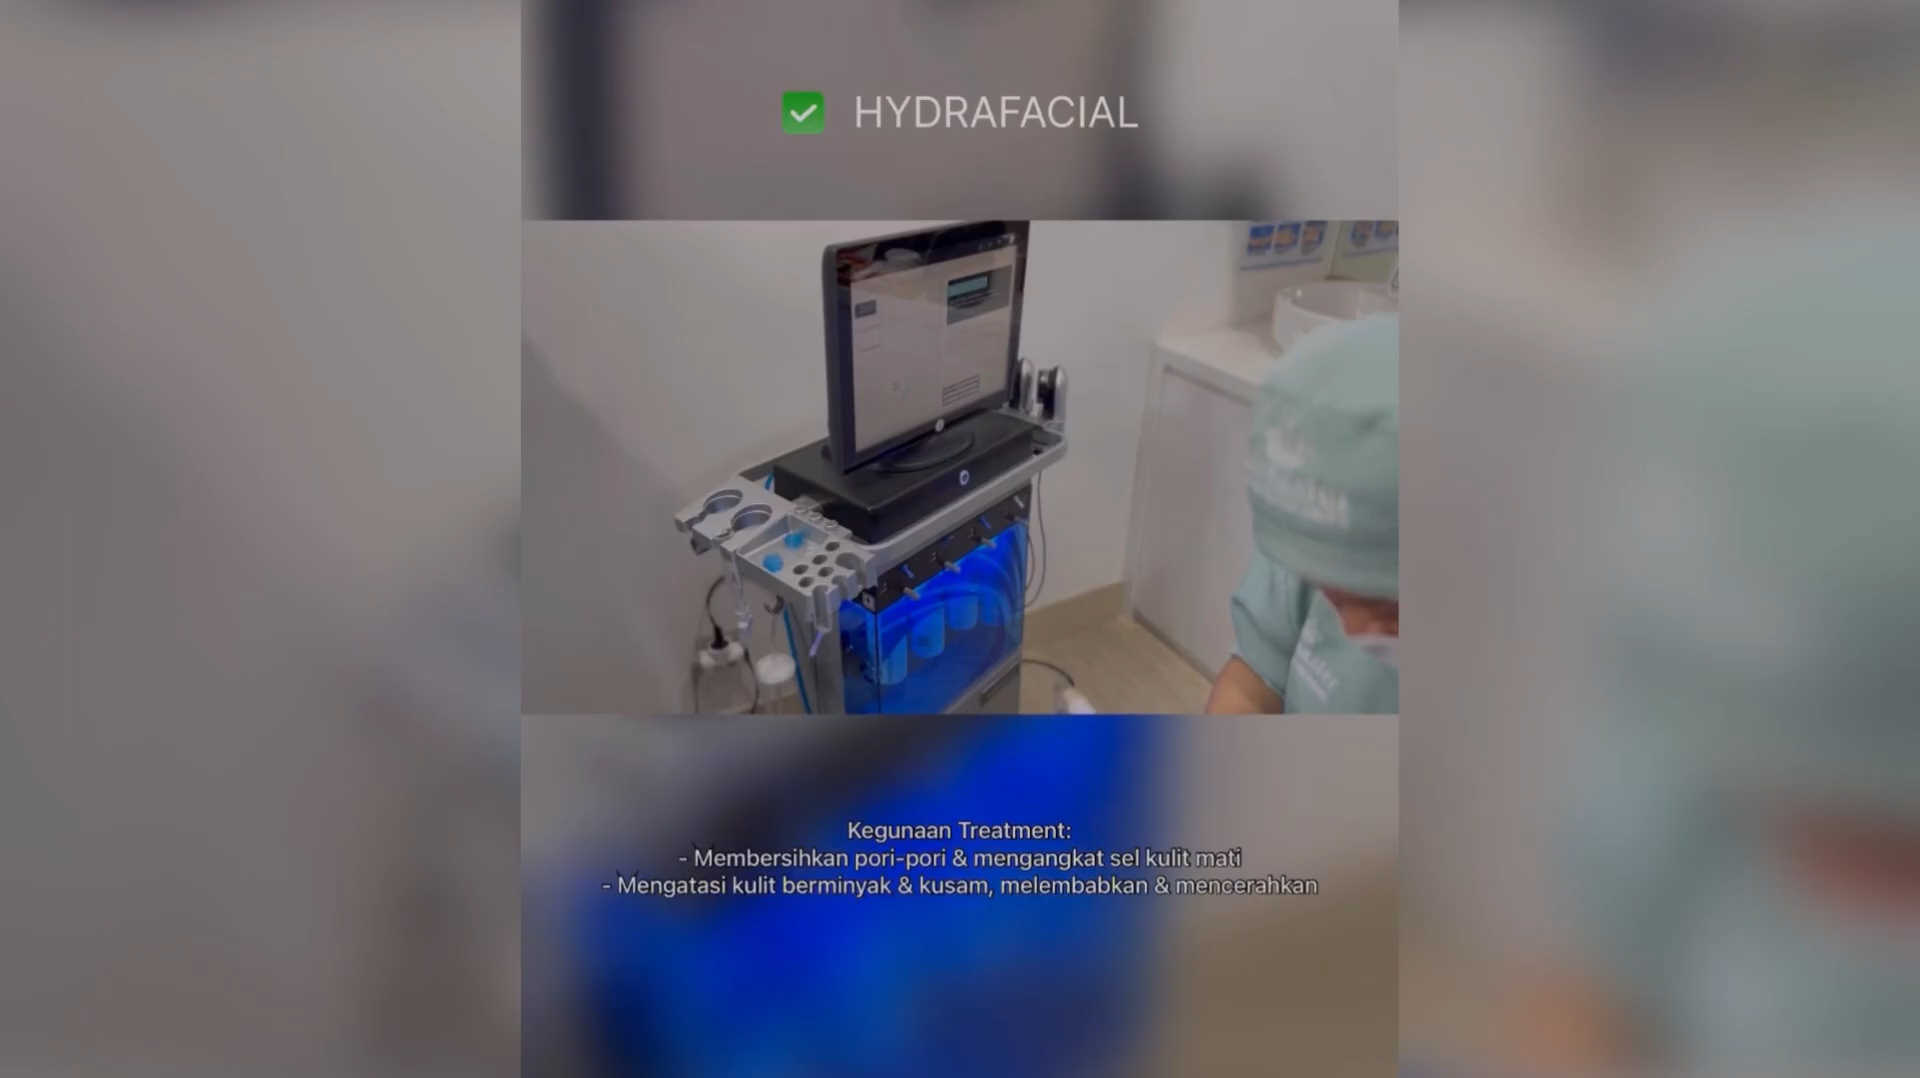 ✅ HYDRAFACIAL
Kegunaan Treatment:
- Membersihkan pori-pori & mengangkat sel kulit mati
- Mengatasi kulit berminyak & kusam, melembabkan & mencerahkan